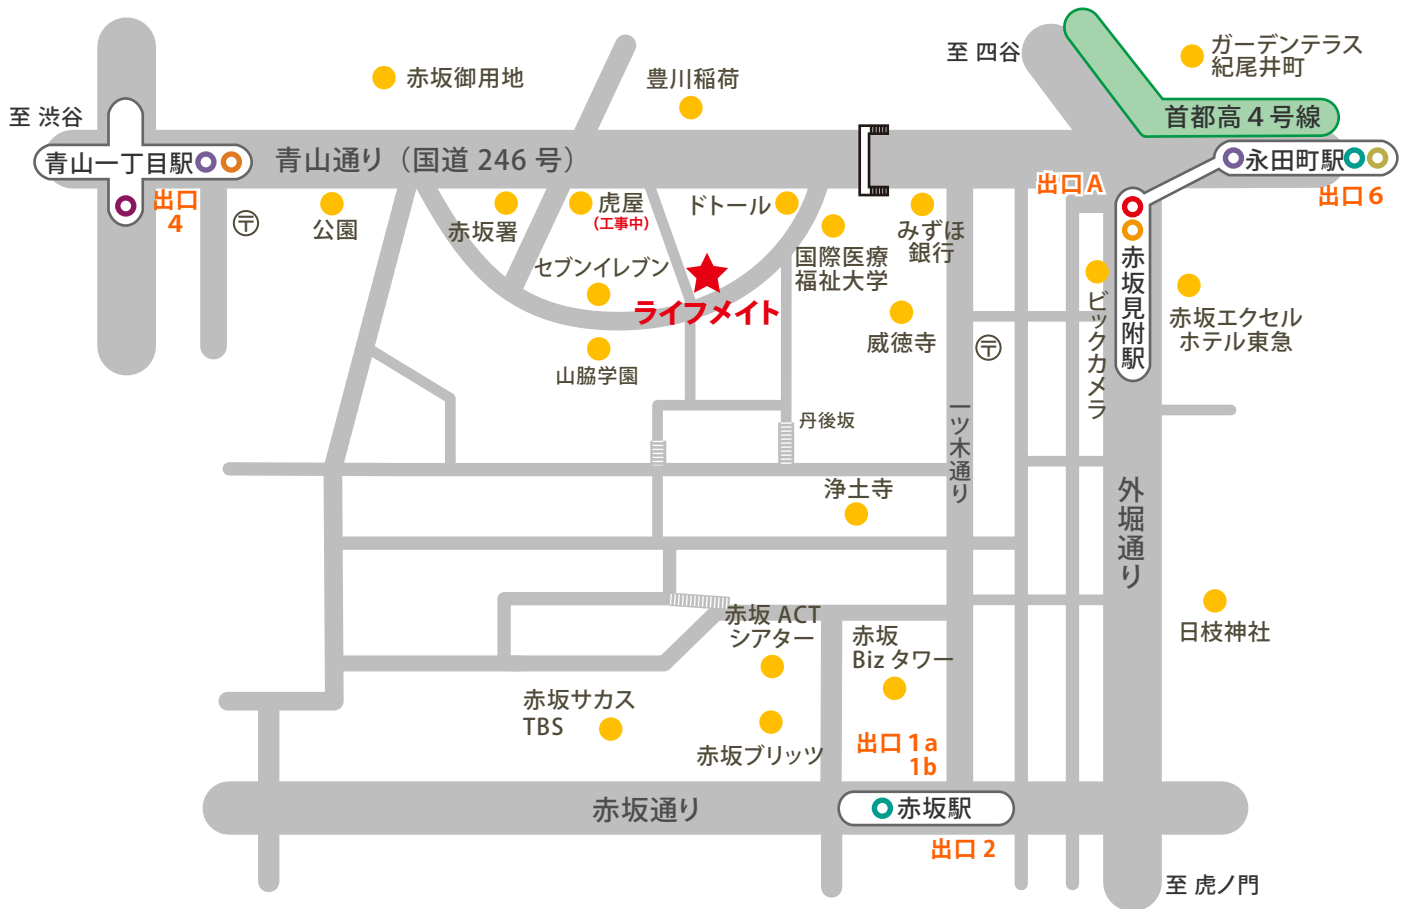 至 四谷
ガーデンテラス
紀尾井町
赤坂御用地
豊川稲荷
至 渋谷
首都高４号線
青山一丁目駅
青山通り（国道 246 号）
永田町駅
出口
4
出口 A
出口 6
〒
公園
赤坂署
虎屋
（工事中）
ドトール
みずほ
銀行
国際医療
福祉大学
セブンイレブン
ライフメイト
赤坂見附駅
ビックカメラ
赤坂エクセル
ホテル東急
威徳寺
〒
山脇学園
丹後坂
一ツ木通り
浄土寺
外堀通り
赤坂 ACT
シアター
赤坂
Biz タワー
日枝神社
赤坂サカス
TBS
赤坂ブリッツ
出口 1a
1b
赤坂通り
赤坂駅
出口 2
至 虎ノ門